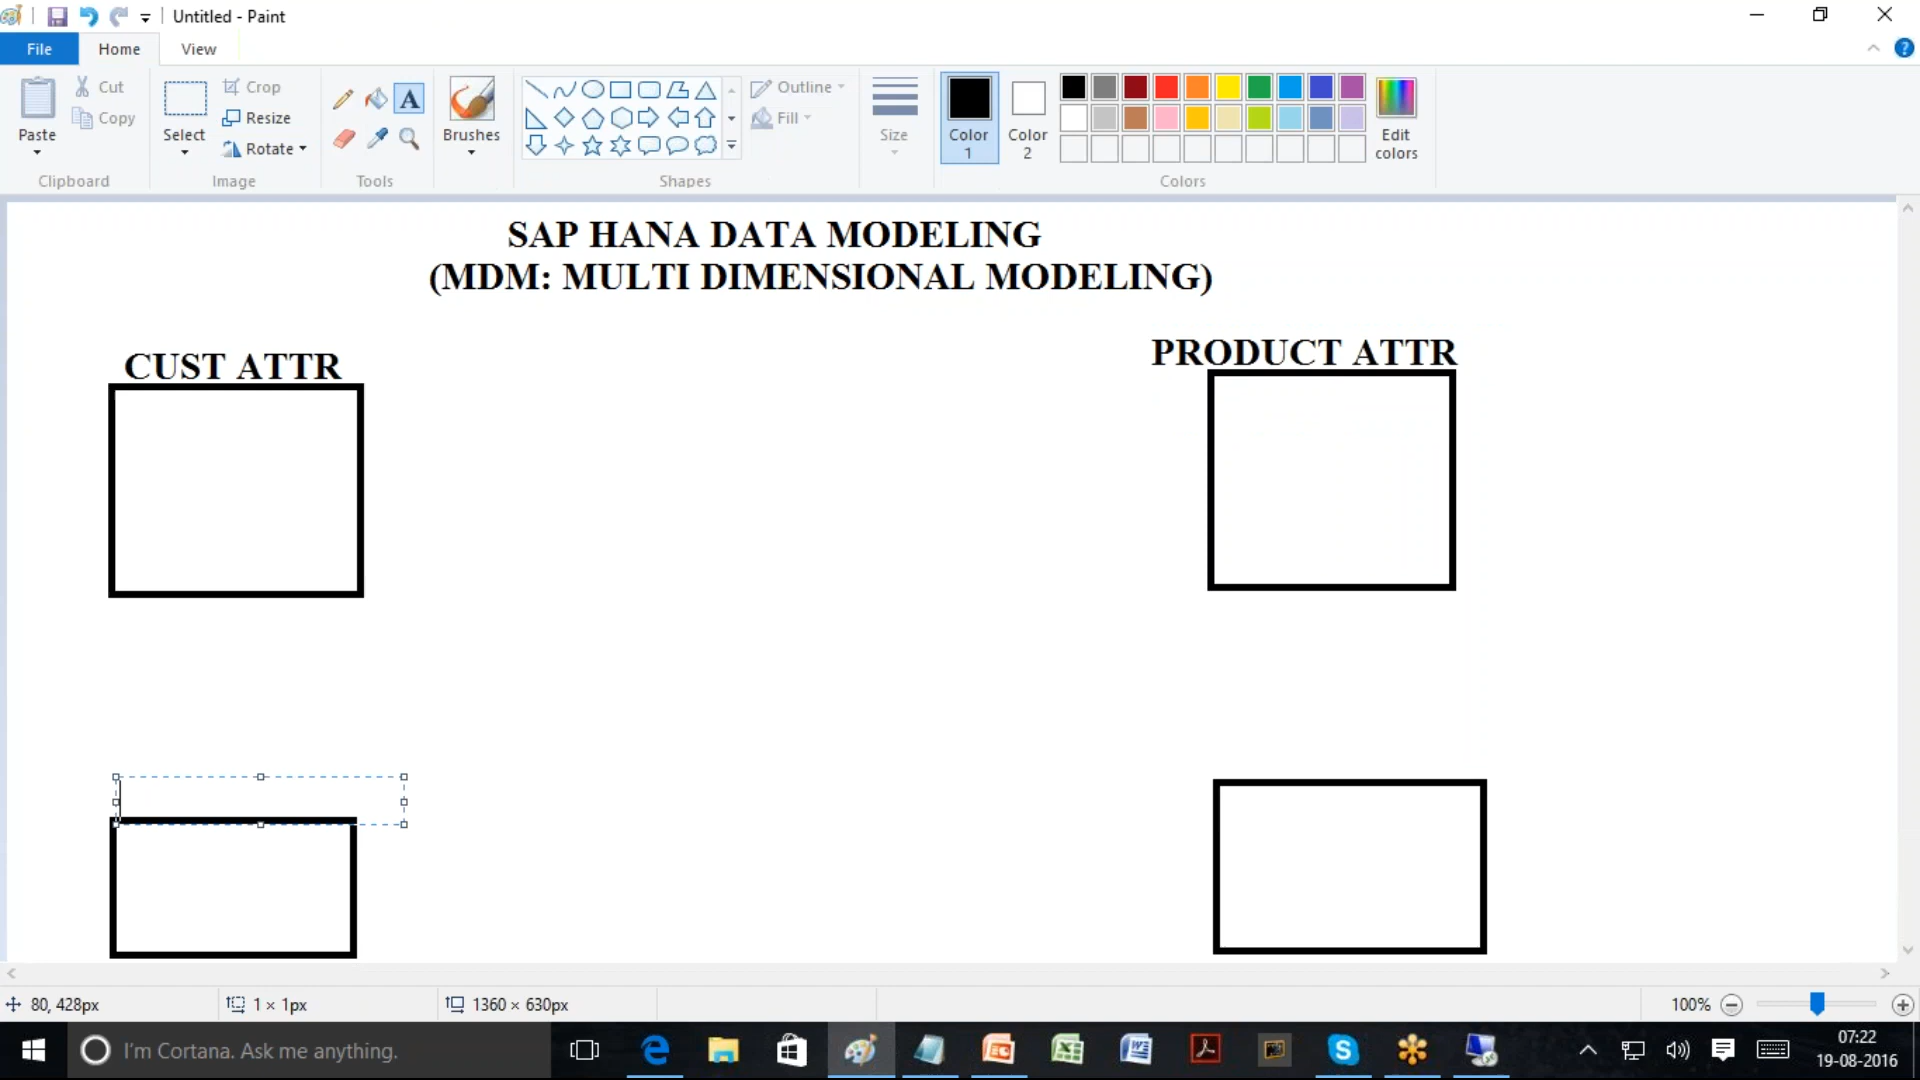 Untitled - Paint
File
Home
View
Paste
Cut
Copy
Clipboard
Select
Crop
Resize
Rotate
Image
A
Tools
Brushes
Shapes
Outline
Fill
Size
Color
1
Color
2
Edit
colors
Colors
SAP HANA DATA MODELING
(MDM: MULTI DIMENSIONAL MODELING)
CUST ATTR
PRODUCT ATTR
80, 428px
1 × 1px
1360 × 630px
100%
I'm Cortana. Ask me anything.
07:22
19-08-2016